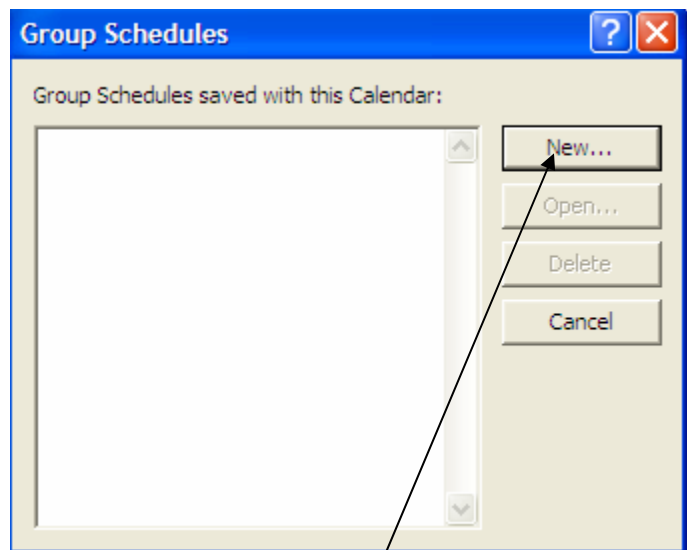 Group Schedules
Group Schedules saved with this Calendar:
New...
Open...
Delete
Cancel